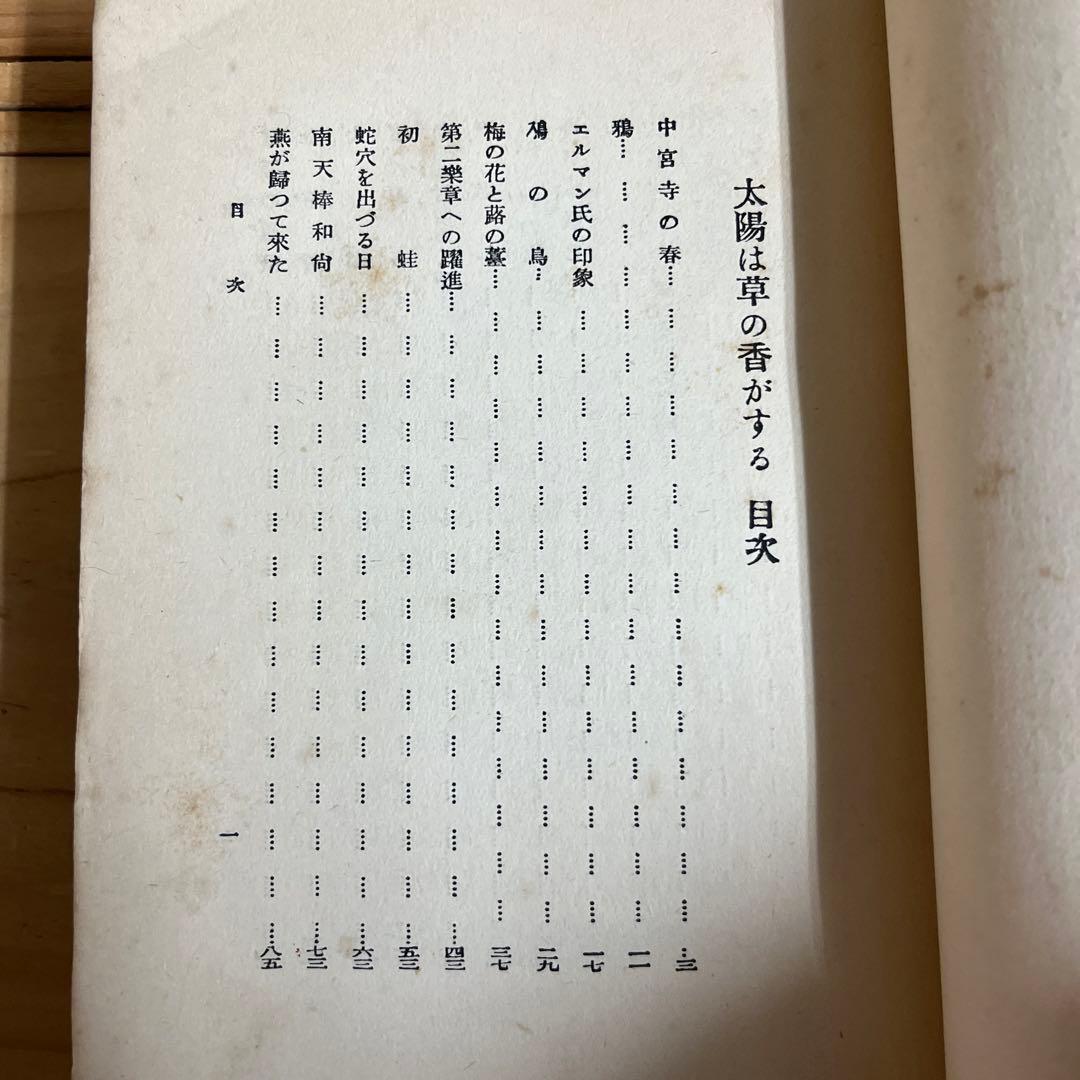 太陽は草の香がする 目次
中宮寺の春……三
鴉……一一
エルマン氏の印象……一七
鳰の鳥……二九
梅の花と蕗の薹……三七
第二樂章への躍進……四三
初蛙……五三
蛇穴を出づる日……六三
南天棒和尙……七三
燕が歸つて來た……八五
目次 一